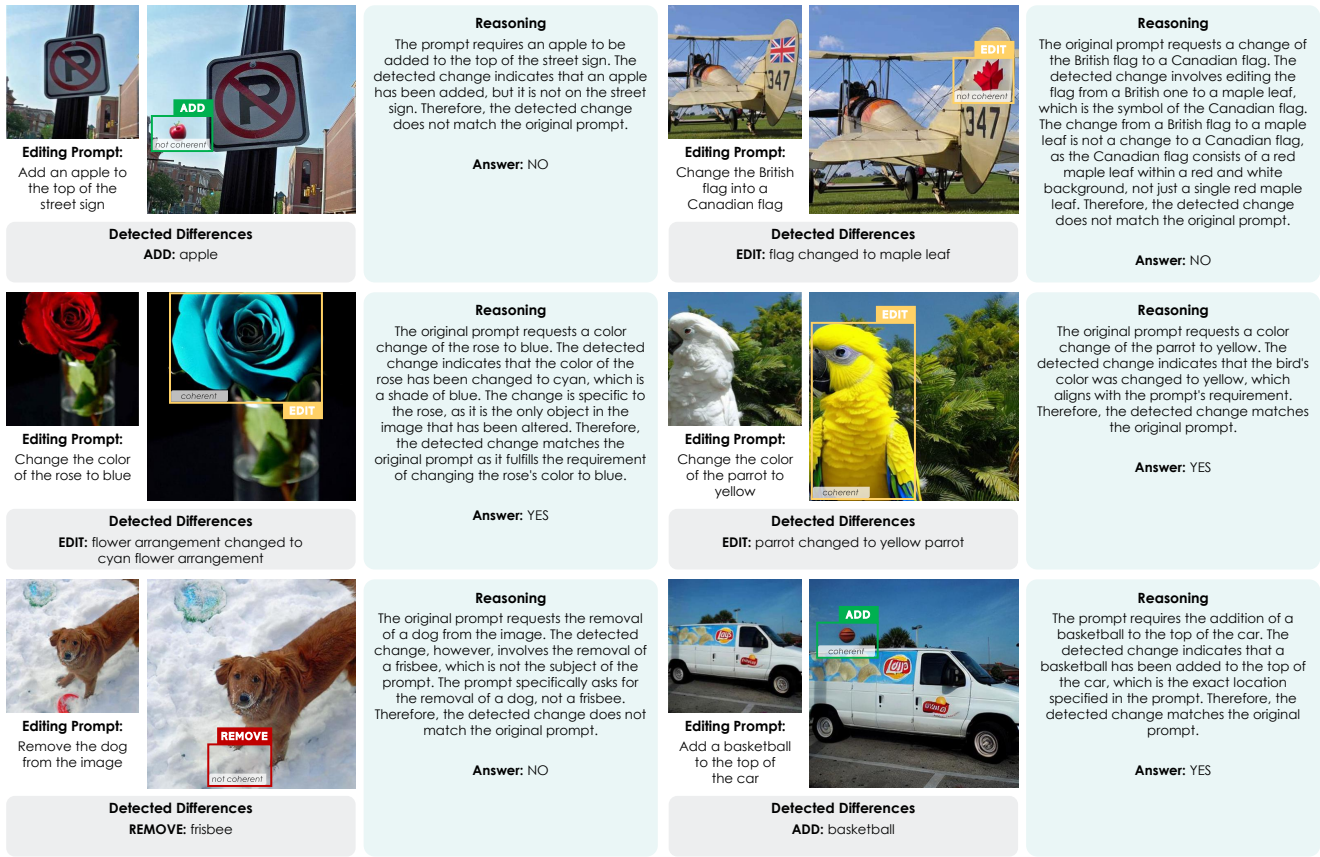 ADD
not coherent
Editing Prompt:
Add an apple to
the top of the
street sign
Detected Differences
ADD: apple
Reasoning
The prompt requires an apple to be
added to the top of the street sign. The
detected change indicates that an apple
has been added, but it is not on the street
sign. Therefore, the detected change
does not match the original prompt.
Answer: NO
347
EDIT
not coherent
347
Editing Prompt:
Change the British
flag into a
Canadian flag
Detected Differences
EDIT: flag changed to maple leaf
Reasoning
The original prompt requests a change of
the British flag to a Canadian flag. The
detected change involves editing the
flag from a British one to a maple leaf,
which is the symbol of the Canadian flag.
The change from a British flag to a maple
leaf is not a change to a Canadian flag,
as the Canadian flag consists of a red
maple leaf within a red and white
background, not just a single red maple
leaf. Therefore, the detected change
does not match the original prompt.
Answer: NO
coherent
EDIT
Editing Prompt:
Change the color
of the rose to blue
Detected Differences
EDIT: flower arrangement changed to
cyan flower arrangement
Reasoning
The original prompt requests a color
change of the rose to blue. The detected
change indicates that the color of the
rose has been changed to cyan, which is
a shade of blue. The change is specific to
the rose, as it is the only object in the
image that has been altered. Therefore,
the detected change matches the
original prompt as it fulfills the requirement
of changing the rose's color to blue.
Answer: YES
EDIT
coherent
Editing Prompt:
Change the color
of the parrot to
yellow
Detected Differences
EDIT: parrot changed to yellow parrot
Reasoning
The original prompt requests a color
change of the parrot to yellow. The
detected change indicates that the bird's
color was changed to yellow, which
aligns with the prompt's requirement.
Therefore, the detected change matches
the original prompt.
Answer: YES
REMOVE
not coherent
Editing Prompt:
Remove the dog
from the image
Detected Differences
REMOVE: frisbee
Reasoning
The original prompt requests the removal
of a dog from the image. The detected
change, however, involves the removal of
a frisbee, which is not the subject of the
prompt. The prompt specifically asks for
the removal of a dog, not a frisbee.
Therefore, the detected change does not
match the original prompt.
Answer: NO
Lay's
ADD
coherent
Editing Prompt:
Add a basketball
to the top of
the car
Detected Differences
ADD: basketball
Reasoning
The prompt requires the addition of a
basketball to the top of the car. The
detected change indicates that a
basketball has been added to the top of
the car, which is the exact location
specified in the prompt. Therefore, the
detected change matches the original
prompt.
Answer: YES